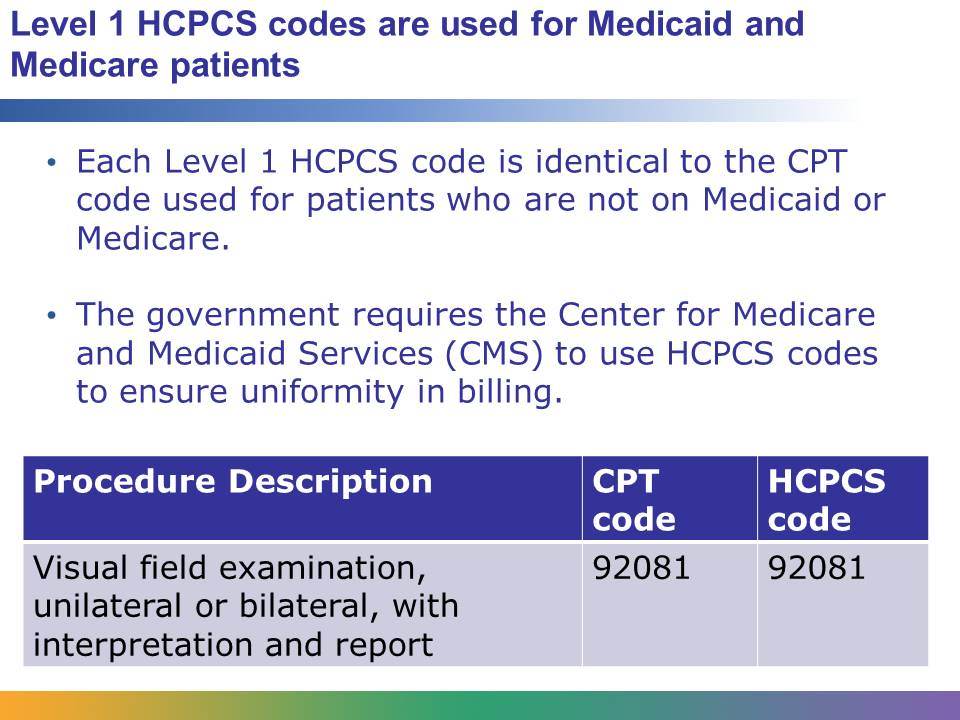 Level 1 HCPCS codes are used for Medicaid and
Medicare patients
• Each Level 1 HCPCS code is identical to the CPT
code used for patients who are not on Medicaid or
Medicare.
• The government requires the Center for Medicare
and Medicaid Services (CMS) to use HCPCS codes
to ensure uniformity in billing.
Procedure Description CPT code HCPCS code
Visual field examination, 92081 92081
unilateral or bilateral, with
interpretation and report